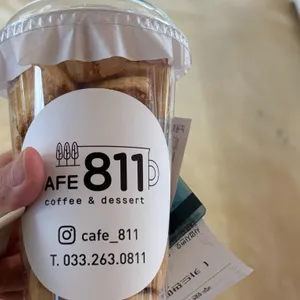 CAFE 811
coffee & dessert
cafe_811
T. 033.263.0811